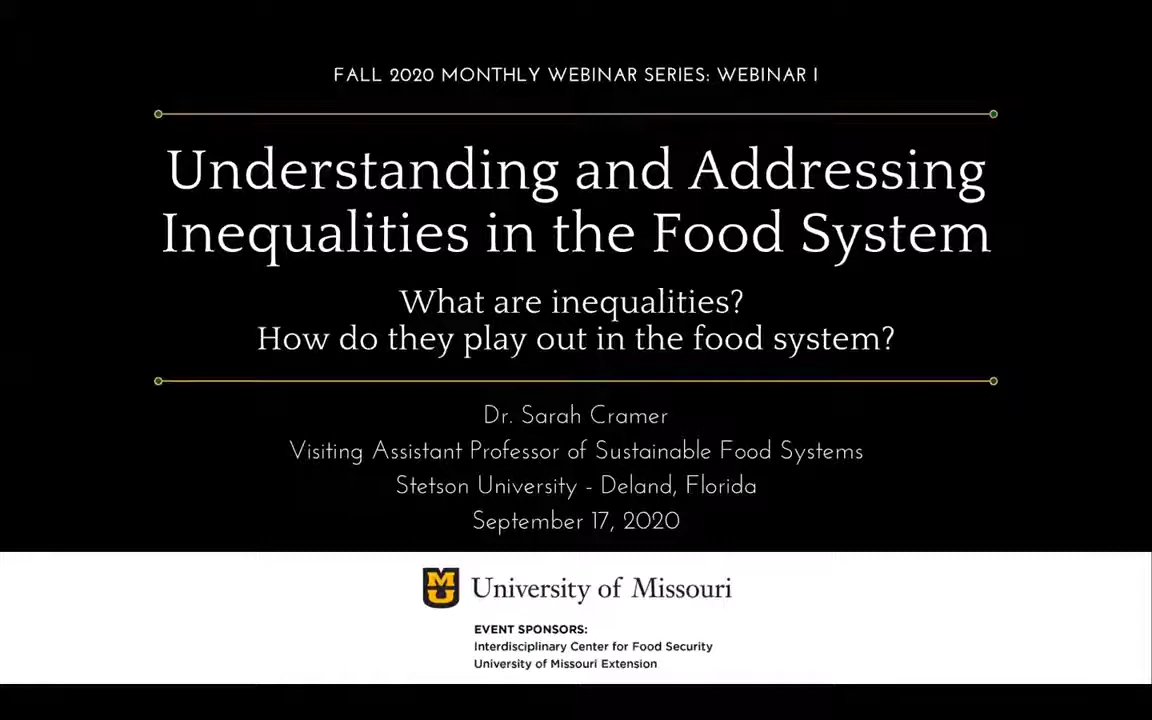 FALL 2020 MONTHLY WEBINAR SERIES: WEBINAR I
Understanding and Addressing
Inequalities in the Food System
What are inequalities?
How do they play out in the food system?
Dr. Sarah Cramer
Visiting Assistant Professor of Sustainable Food Systems
Stetson University - Deland, Florida
September 17, 2020
University of Missouri
EVENT SPONSORS:
Interdisciplinary Center for Food Security
University of Missouri Extension